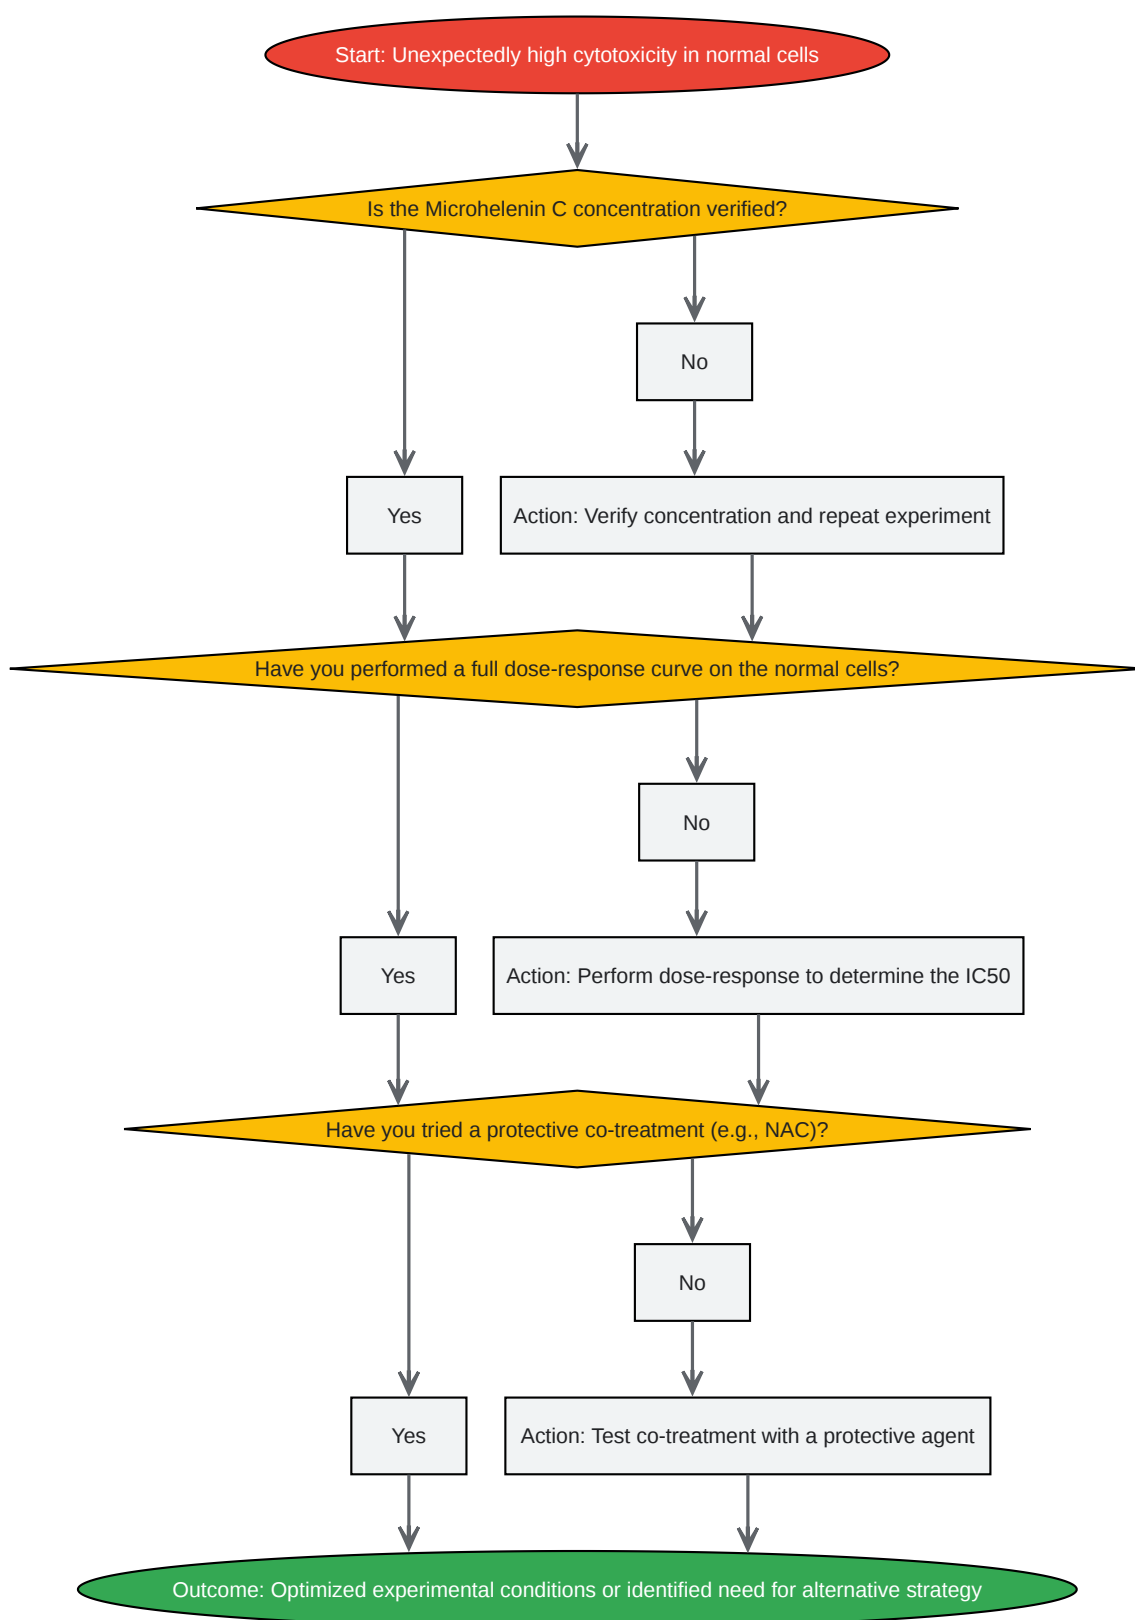 Start: Unexpectedly high cytotoxicity in normal cells
Is the Microhelenin C concentration verified?
No
Yes
Action: Verify concentration and repeat experiment
Have you performed a full dose-response curve on the normal cells?
No
Yes
Action: Perform dose-response to determine the IC50
Have you tried a protective co-treatment (e.g., NAC)?
No
Yes
Action: Test co-treatment with a protective agent
Outcome: Optimized experimental conditions or identified need for alternative strategy